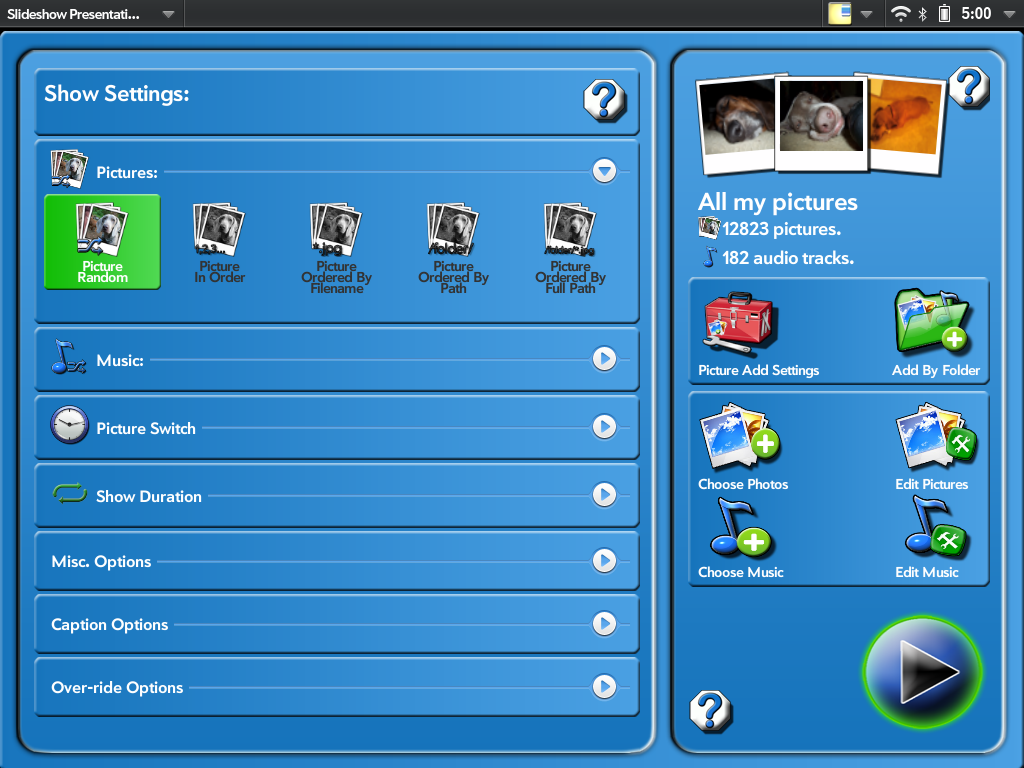 Slideshow Presentati...
5:00
Show Settings:
?
?
Pictures:
1,2,3...
*.jpg
/folder/
/folder/*.jpg
Picture
Random
Picture
In Order
Picture
Ordered By
Filename
Picture
Ordered By
Path
Picture
Ordered By
Full Path
Music:
Picture Switch
Show Duration
Misc. Options
Caption Options
Over-ride Options
All my pictures
12823 pictures.
182 audio tracks.
Picture Add Settings
Add By Folder
Choose Photos
Edit Pictures
Choose Music
Edit Music
?